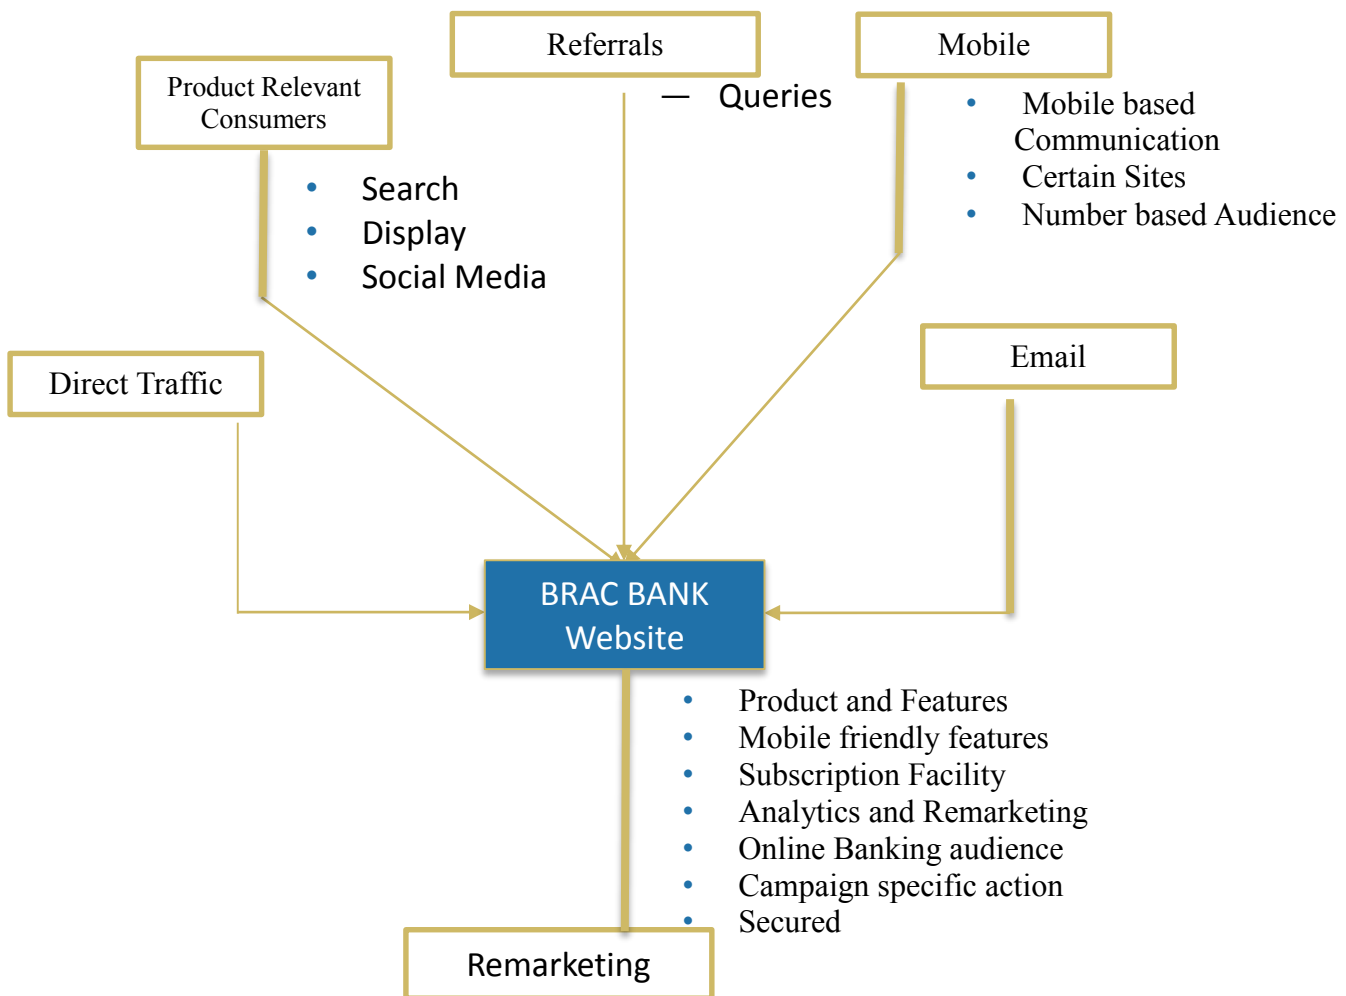 Referrals
Mobile
Product Relevant
Consumers
— Queries
• Mobile based
Communication
• Certain Sites
• Number based Audience
• Search
• Display
• Social Media
Direct Traffic
Email
BRAC BANK
Website
• Product and Features
• Mobile friendly features
• Subscription Facility
• Analytics and Remarketing
• Online Banking audience
• Campaign specific action
• Secured
Remarketing